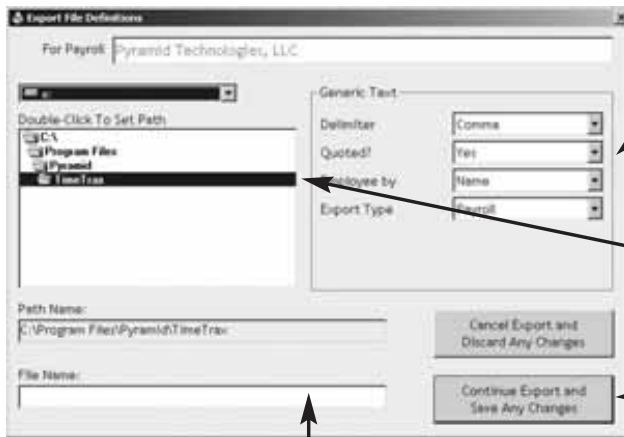 Export File Definitions
For Payroll Pyramid Technologies, LLC
c:
Double-Click To Set Path
C:\
Program Files
Pyramid
TimeTrax
Generic Text
Delimiter Comma
Quoted? Yes
Employee by Name
Export Type Payroll
Path Name:
C:\Program Files\Pyramid\TimeTrax
File Name:
Cancel Export and
Discard Any Changes
Continue Export and
Save Any Changes